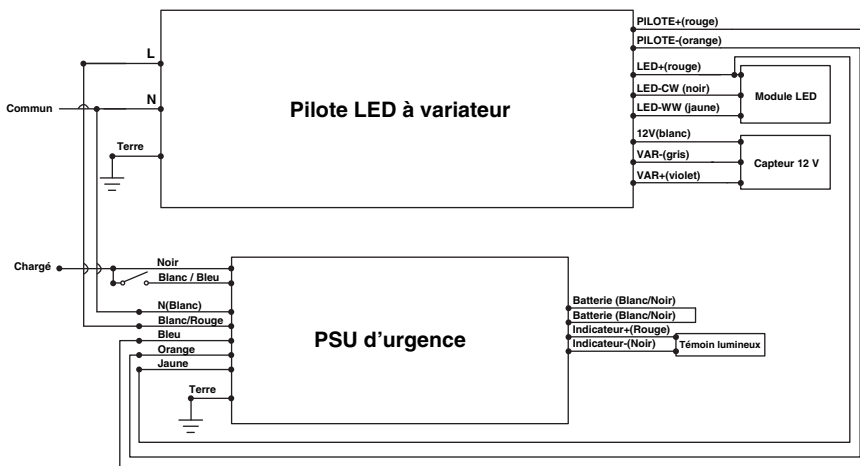 PILOTE+(rouge)
PILOTE-(orange)
L
LED+(rouge)
Commun
N
Pilote LED à variateur
LED-CW (noir)
Module LED
LED-WW (jaune)
12V(blanc)
Terre
VAR-(gris)
Capteur 12 V
VAR+(violet)
Chargé
Noir
Blanc / Bleu
N(Blanc)
Batterie (Blanc/Noir)
Blanc/Rouge
Batterie (Blanc/Noir)
Bleu
PSU d’urgence
Indicateur+(Rouge)
Orange
Indicateur-(Noir)
Témoin lumineux
Jaune
Terre